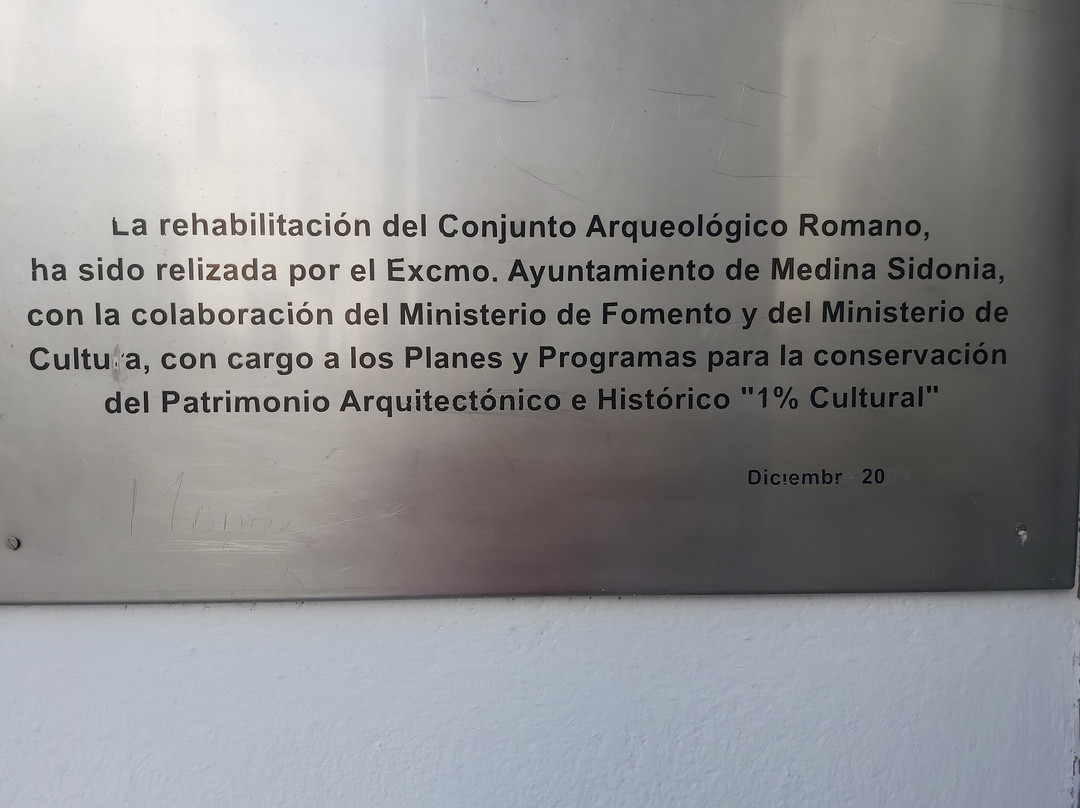 La rehabilitación del Conjunto Arqueológico Romano,
ha sido relizada por el Excmo. Ayuntamiento de Medina Sidonia,
con la colaboración del Ministerio de Fomento y del Ministerio de
Cultura, con cargo a los Planes y Programas para la conservación
del Patrimonio Arquitectónico e Histórico "1% Cultural"
Diciembr 20